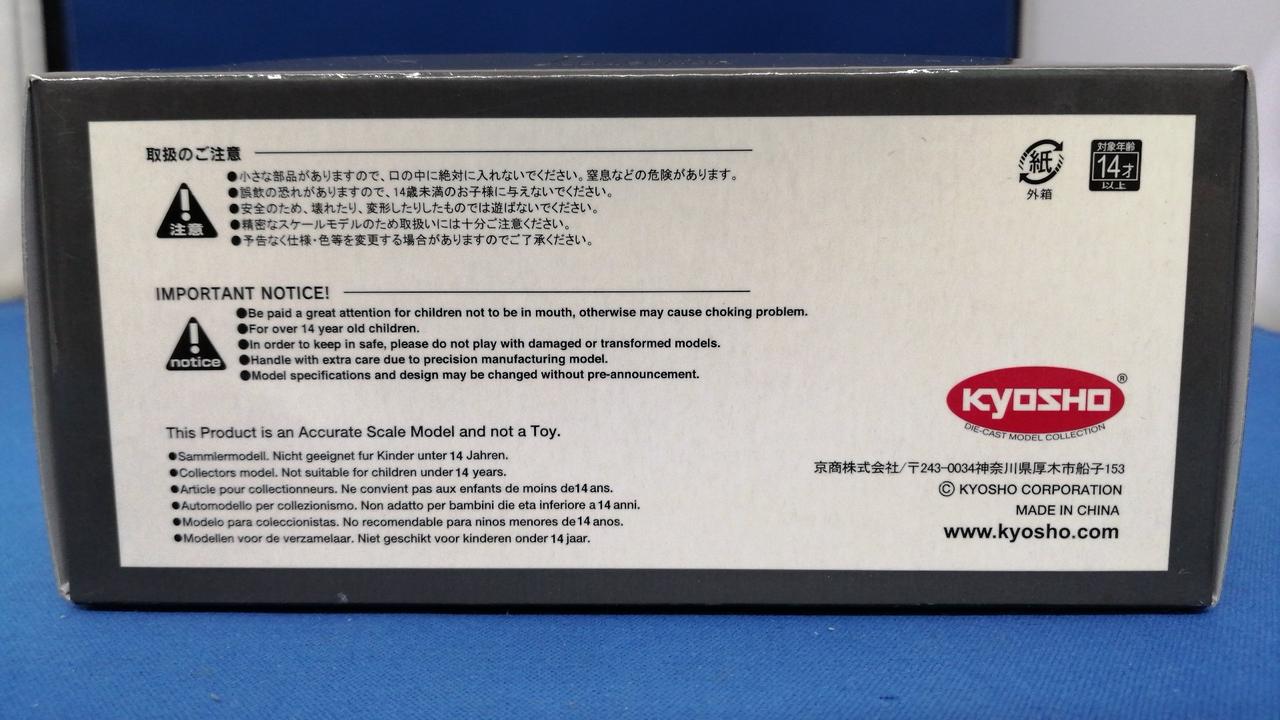 取扱のご注意
注意
●小さな部品がありますので、口の中に絶対に入れないでください。窒息などの危険があります。
●誤飲の恐れがありますので、14歳未満のお子様に与えないでください。
●安全のため、壊れたり、変形したりしたものでは遊ばないでください。
●精密なスケールモデルのため取扱いには十分ご注意ください。
●予告なく仕様・色等を変更する場合がありますのでご了承ください。
紙
外箱
対象年齢
14才
以上
IMPORTANT NOTICE!
notice
●Be paid a great attention for children not to be in mouth, otherwise may cause choking problem.
●For over 14 year old children.
●In order to keep in safe, please do not play with damaged or transformed models.
●Handle with extra care due to precision manufacturing model.
●Model specifications and design may be changed without pre-announcement.
This Product is an Accurate Scale Model and not a Toy.
●Sammiermodell. Nicht geeignet fur Kinder unter 14 Jahren.
●Collectors model. Not suitable for children under 14 years.
●Article pour collectionneurs. Ne convient pas aux enfants de moins de14 ans.
●Automodello per collezionismo. Non adatto per bambini die eta inferiore a 14 anni.
●Modelo para coleccionistas. No recomendable para ninos menores de14 anos.
●Modellen voor de verzamelaar. Niet geschikt voor kinderen onder 14 jaar.
KYOSHO®
DIE-CAST MODEL COLLECTION
京商株式会社/〒243-0034神奈川県厚木市船子153
© KYOSHO CORPORATION
MADE IN CHINA
www.kyosho.com